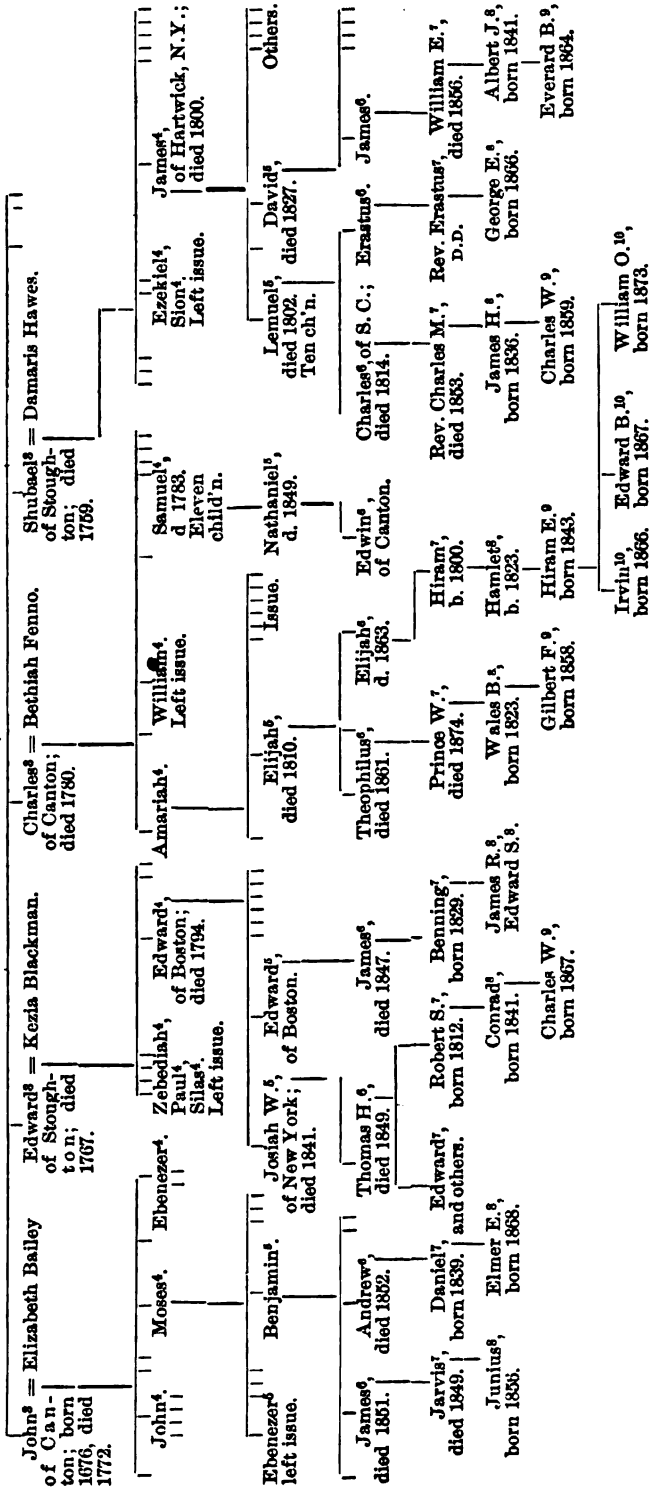 John³ = Elizabeth Bailey
of Can-
ton; born
1676, died
1772.
Edward³ = Kezia Blackman.
of Stough-
ton; died
1767.
Charles³ = Bethiah Fenno.
of Canton;
died 1780.
Shubael³ = Damaris Hawes.
of Stough-
ton; died
1759.
John⁴.
Moses⁴.
Ebenezer⁴.
Zebediah⁴,
Paul⁴,
Silas⁴.
Left issue.
Edward⁴,
of Boston;
died 1794.
Amariah⁴.
William⁴.
Left issue.
Samuel⁴,
d 1783.
Eleven
child'n.
Ezekiel⁴,
Sion⁴.
Left issue.
James⁴,
of Hartwick, N.Y.;
died 1800.
Ebenezer⁵
left issue.
Benjamin⁵.
Josiah W.⁵,
of New York;
died 1841.
Edward⁵,
of Boston.
Elijah⁵,
died 1810.
Issue.
Nathaniel⁵,
d. 1849.
Lemuel⁵,
died 1802.
Ten ch'n.
David⁵,
died 1827.
Others.
James⁶,
died 1851.
Andrew⁶,
died 1852.
Thomas H.⁶,
died 1849.
James⁶,
died 1847.
Theophilus⁶,
died 1861.
Elijah⁶,
d. 1863.
Edwin⁶,
of Canton.
Charles⁶, of S. C.;
died 1814.
Erastus⁶.
James⁶.
Jarvis⁷,
died 1849.
Daniel⁷,
born 1839.
Edward⁷,
and others.
Robert S.⁷,
born 1812.
Benning⁷,
born 1829.
Prince W.⁷,
died 1874.
Hiram⁷,
b. 1800.
Rev. Charles M.⁷,
died 1853.
Rev. Erastus⁷,
D.D.
William E.⁷,
died 1856.
Junius⁸,
born 1856.
Elmer E.⁸,
born 1868.
Conrad⁸,
born 1841.
James R.⁸,
Edward S.⁸.
Wales B.⁸,
born 1823.
Hamlet⁸,
b. 1823.
James H.⁸,
born 1836.
George E.⁸,
born 1866.
Albert J.⁸,
born 1841.
Charles W.⁹,
born 1867.
Gilbert F.⁹,
born 1858.
Hiram E.⁹
born 1843.
Charles W.⁹,
born 1859.
Everard B.⁹,
born 1864.
Irvin¹⁰,
born 1866.
Edward B.¹⁰,
born 1867.
William O.¹⁰,
born 1873.